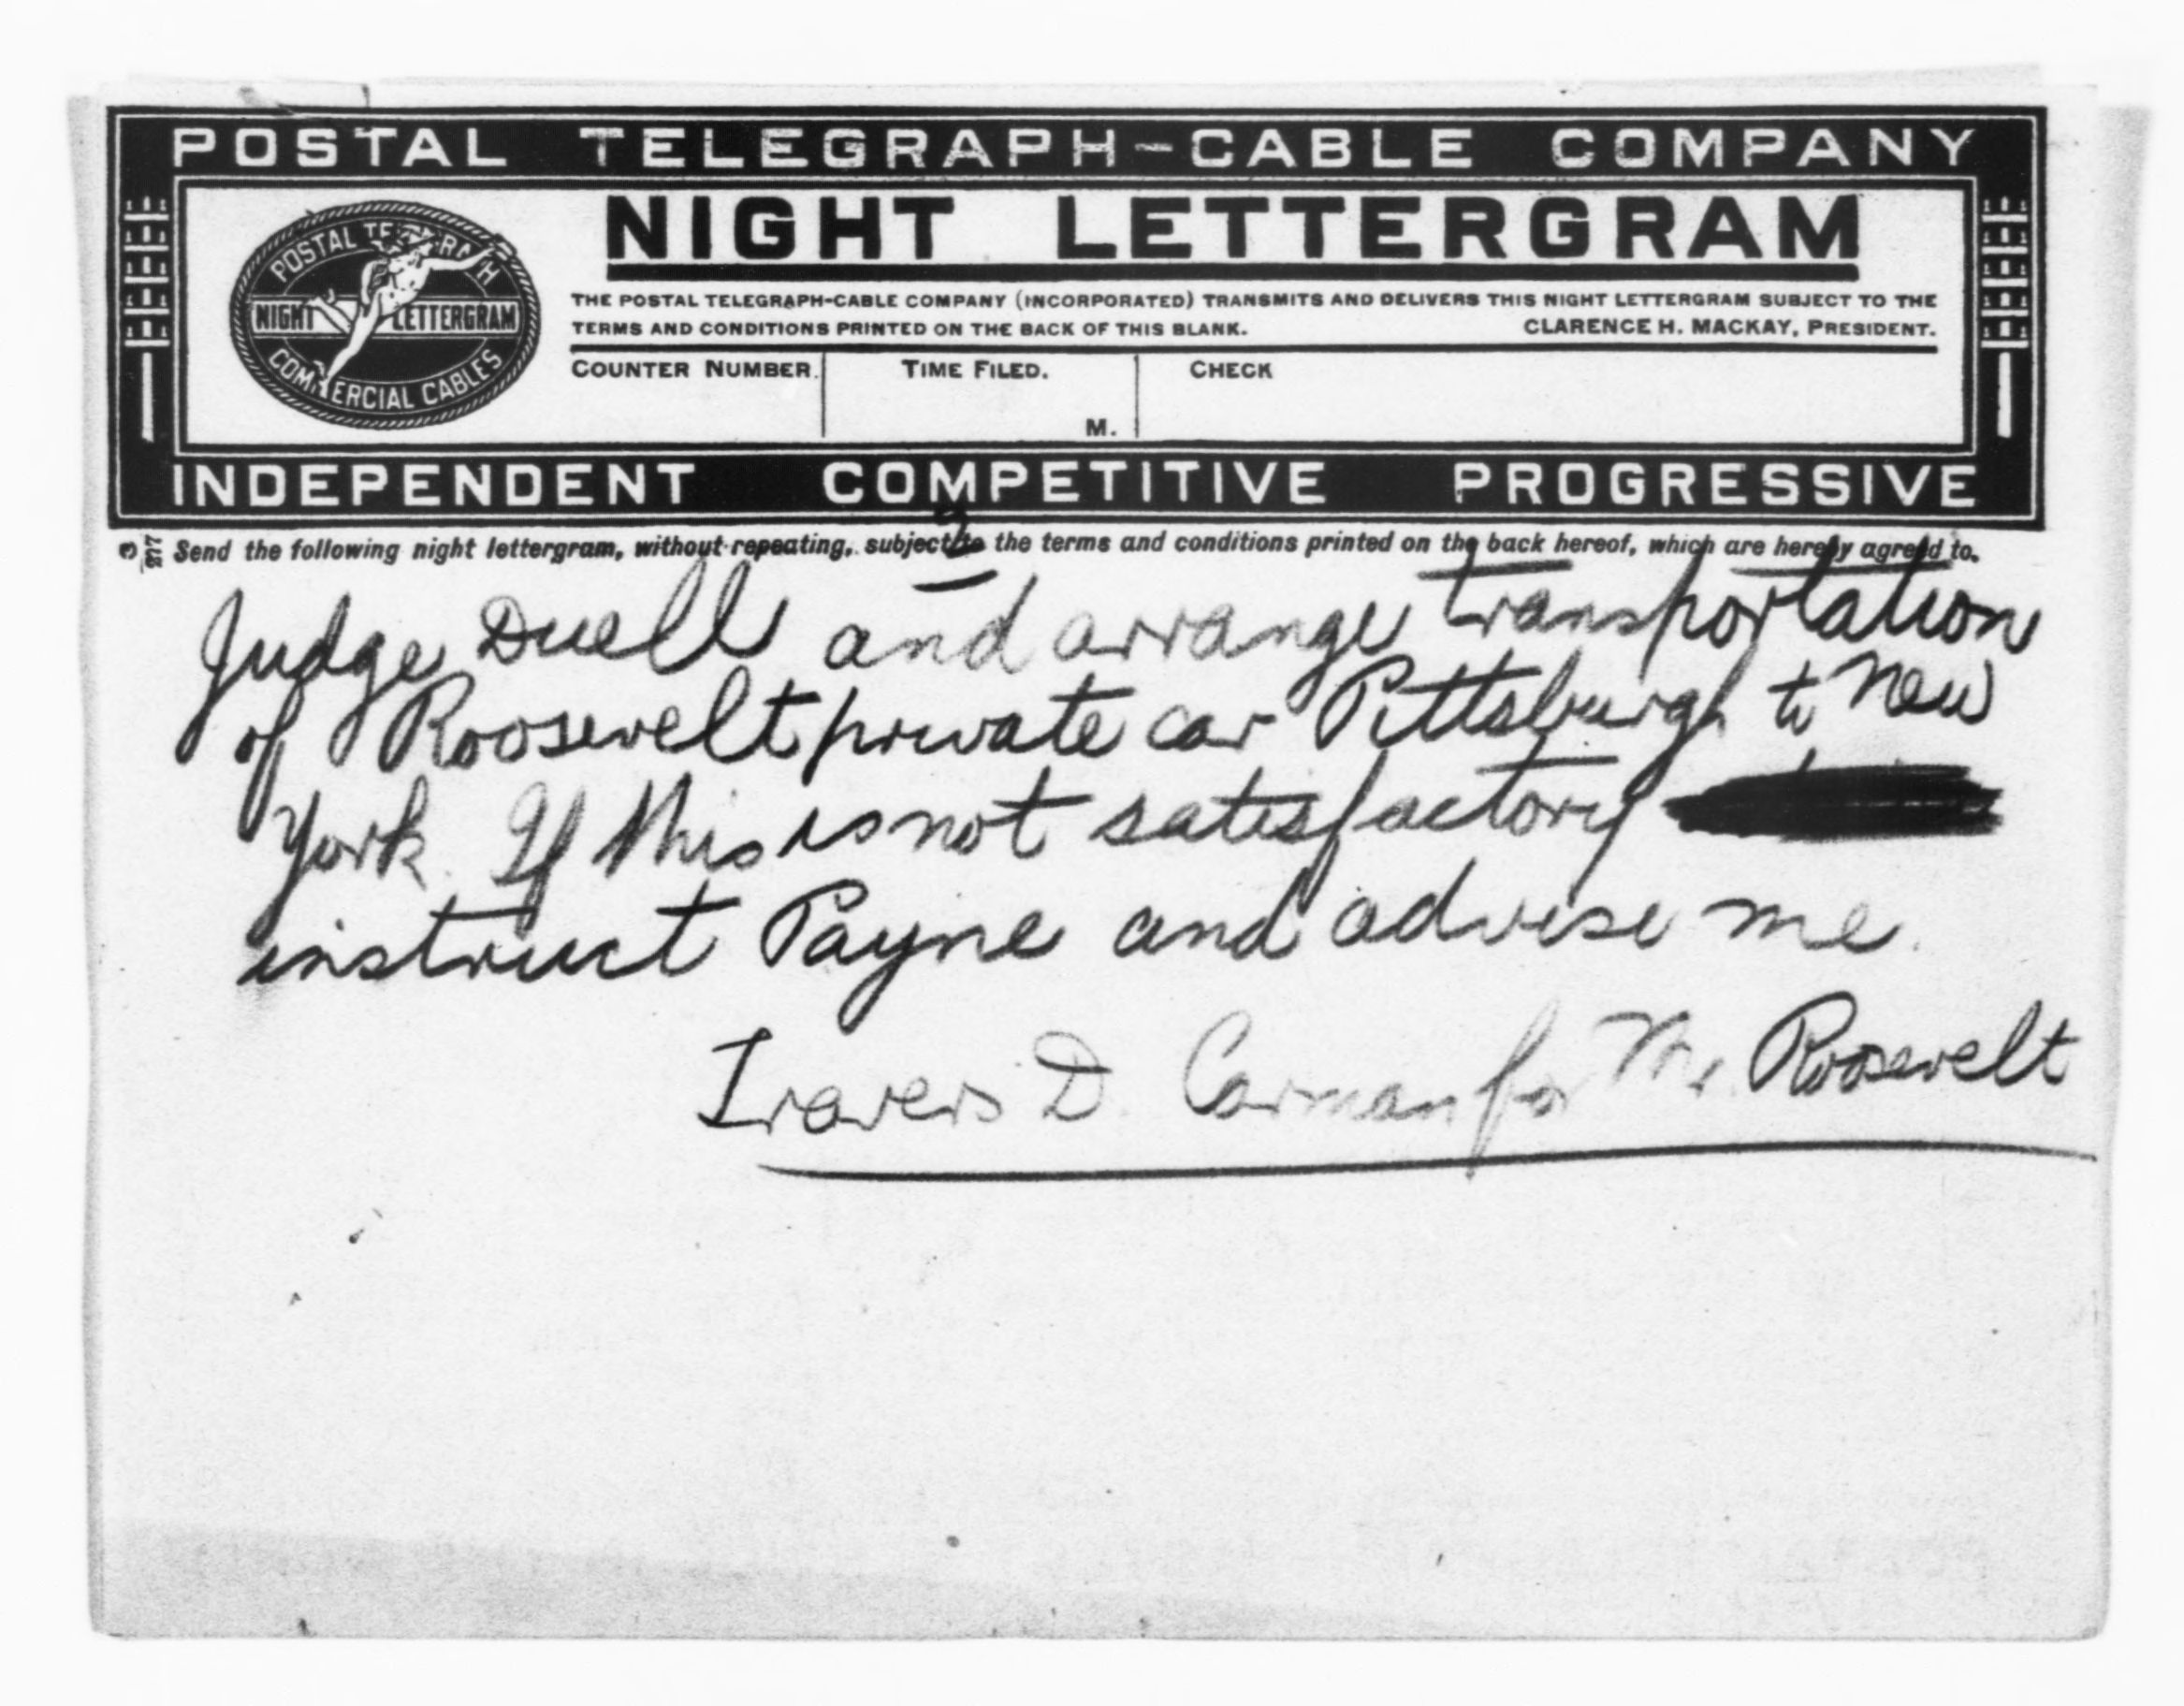 POSTAL TELEGRAPH-CABLE COMPANY
NIGHT LETTERGRAM
POSTAL TELEGRAPH
NIGHT LETTERGRAM
COMMERCIAL CABLES
THE POSTAL TELEGRAPH-CABLE COMPANY (INCORPORATED) TRANSMITS AND DELIVERS THIS NIGHT LETTERGRAM SUBJECT TO THE
TERMS AND CONDITIONS PRINTED ON THE BACK OF THIS BLANK. CLARENCE H. MACKAY, PRESIDENT.
COUNTER NUMBER. TIME FILED. CHECK
M.
INDEPENDENT COMPETITIVE PROGRESSIVE
2
Send the following night lettergram, without repeating, subject to the terms and conditions printed on the back hereof, which are hereby agreed to.
Judge Duell and arrange transportation
of Roosevelt private car Pittsburgh to New
York. If this is not satisfactory
instruct Payne and advise me.
Travers D. Carman for Mr. Roosevelt